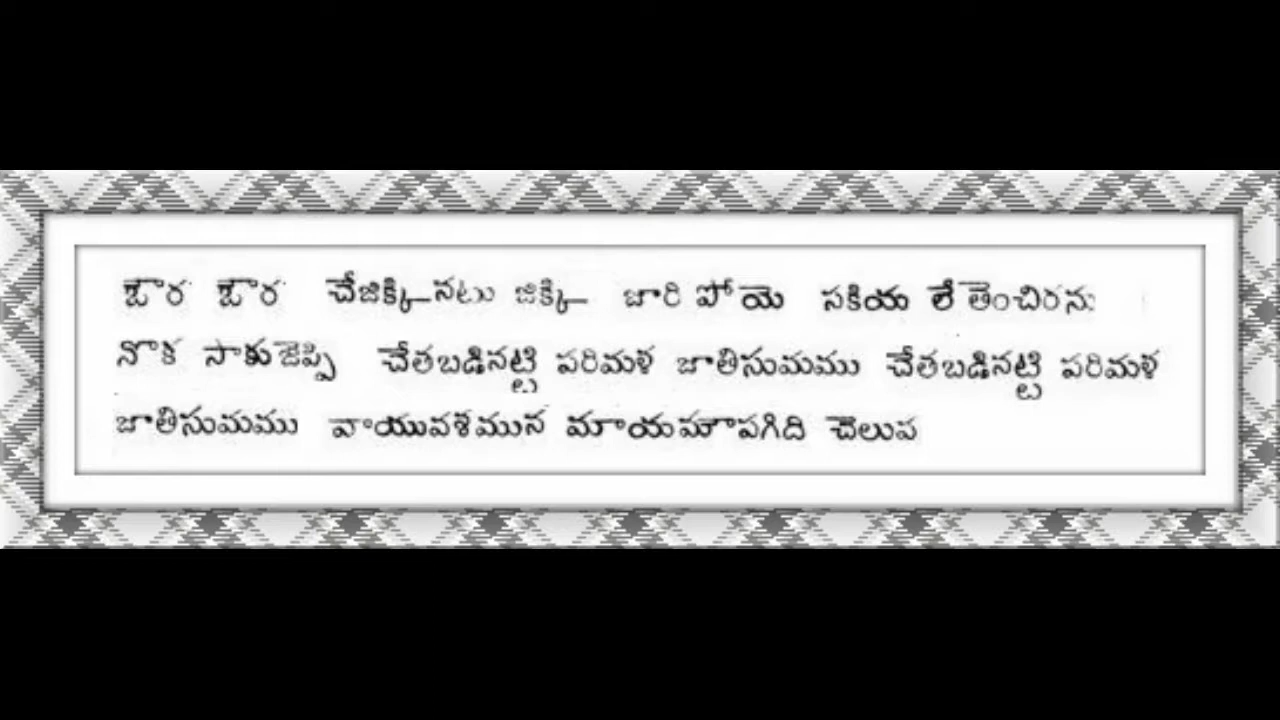 ఔర ఔర చేజిక్కినటు జిక్కి జారి పోయె సకియ లేతెంచిరను
నొక సాకుజెప్పి చేతబడినట్టి పరిమళ జాతిసుమము చేతబడినట్టి పరిమళ
జాతిసుమము వాయువశమున మాయమాపగిది చెలుప